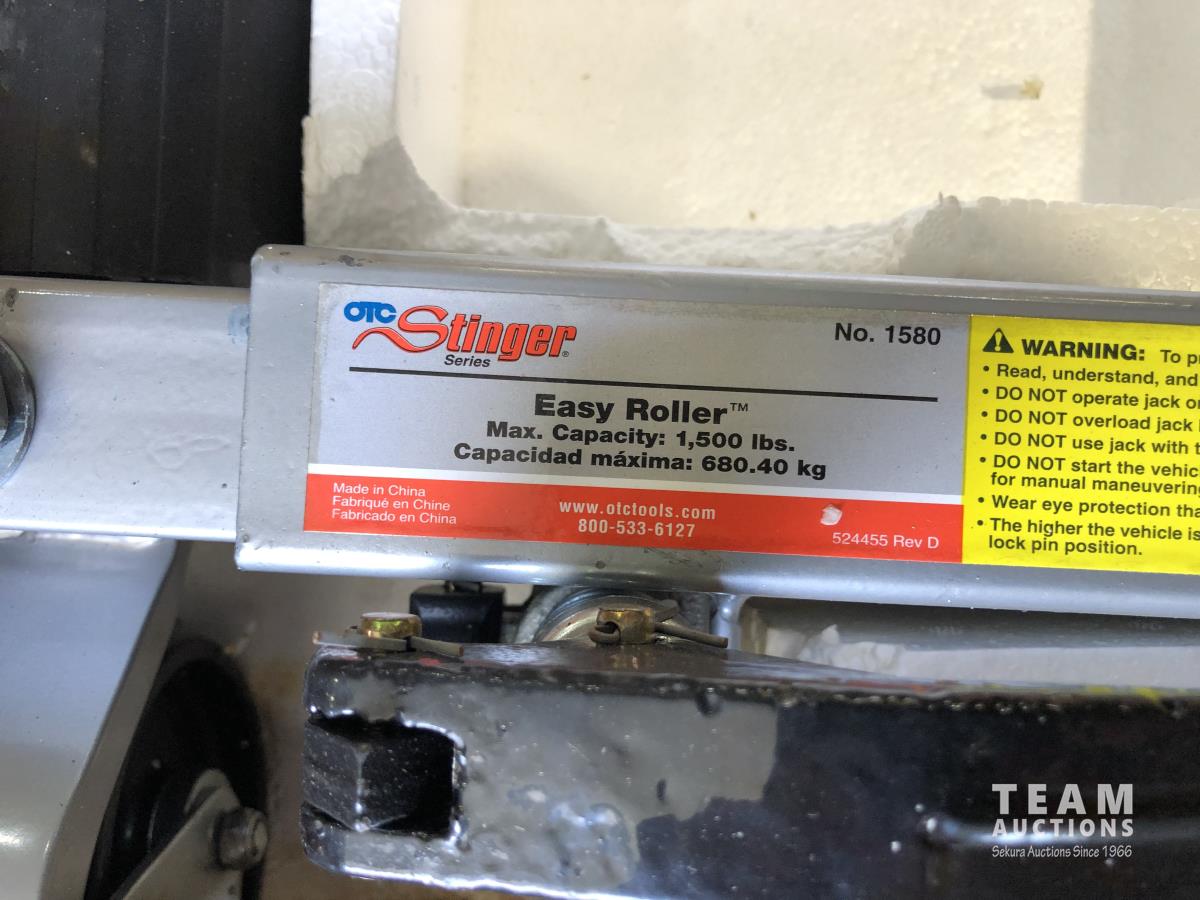 OTC Stinger®
Series
No. 1580
Easy Roller™
Max. Capacity: 1,500 lbs.
Capacidad máxima: 680.40 kg
Made in China
Fabriqué en Chine
Fabricado en China
www.otctools.com
800-533-6127
524455 Rev D
WARNING: To
• Read, understand, and
• DO NOT operate jack
• DO NOT overload jack
• DO NOT use jack with
• DO NOT start the
for manual
• Wear eye protection
• The higher the vehicle is
lock pin position.
TEAM
AUCTIONS
Sekura Auctions Since 1966